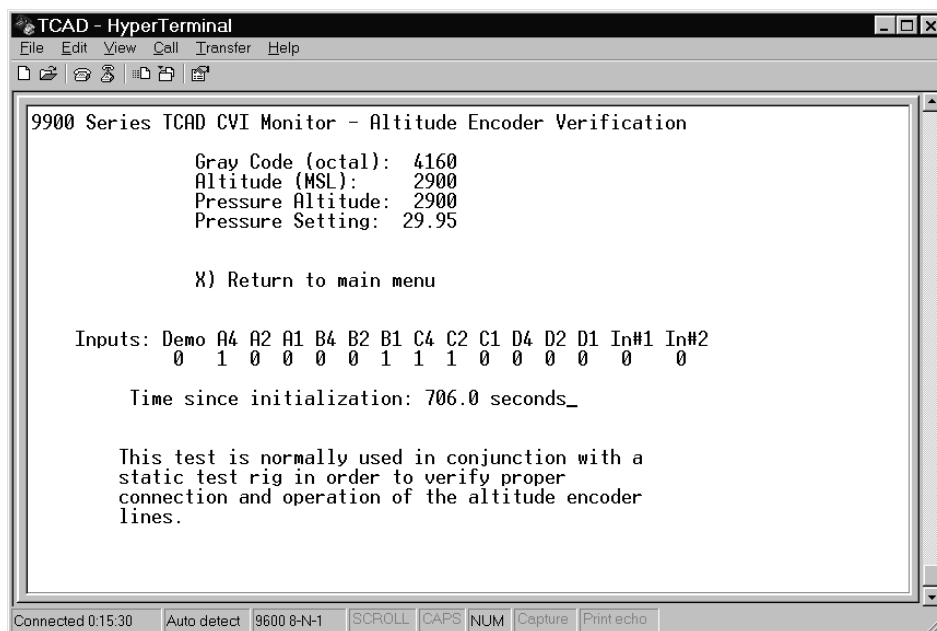 TCAD - HyperTerminal
File Edit View Call Transfer Help
9900 Series TCAD CVI Monitor - Altitude Encoder Verification
Gray Code (octal): 4160
Altitude (MSL): 2900
Pressure Altitude: 2900
Pressure Setting: 29.95
X) Return to main menu
Inputs: Demo A4 A2 A1 B4 B2 B1 C4 C2 C1 D4 D2 D1 In#1 In#2
0 1 0 0 0 0 1 1 1 0 0 0 0 0 0
Time since initialization: 706.0 seconds_
This test is normally used in conjunction with a
static test rig in order to verify proper
connection and operation of the altitude encoder
lines.
Connected 0:15:30 Auto detect 9600 8-N-1 SCROLL CAPS NUM Capture Print echo